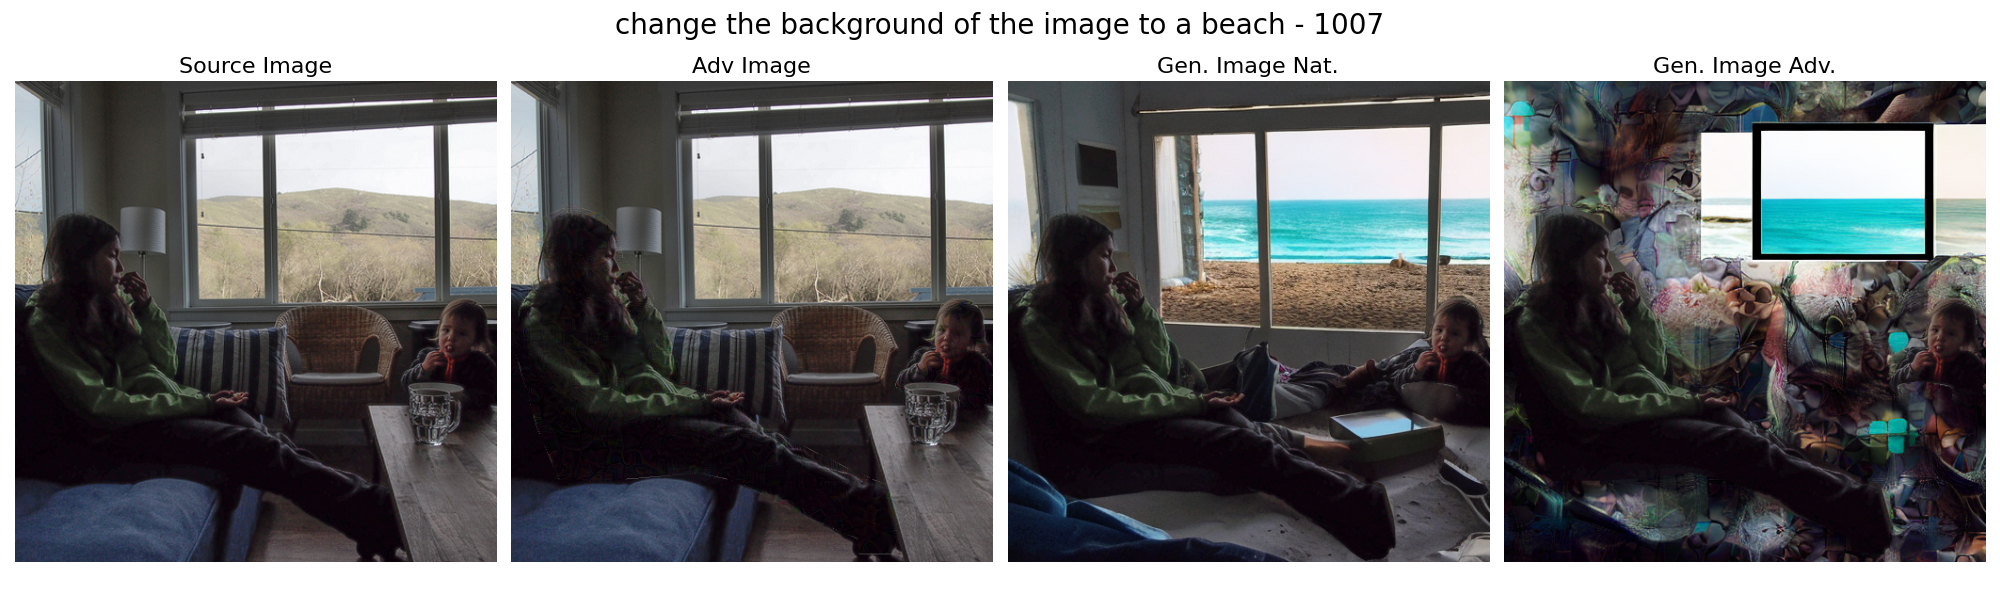 change the background of the image to a beach - 1007
Source Image
Adv Image
Gen. Image Nat.
Gen. Image Adv.